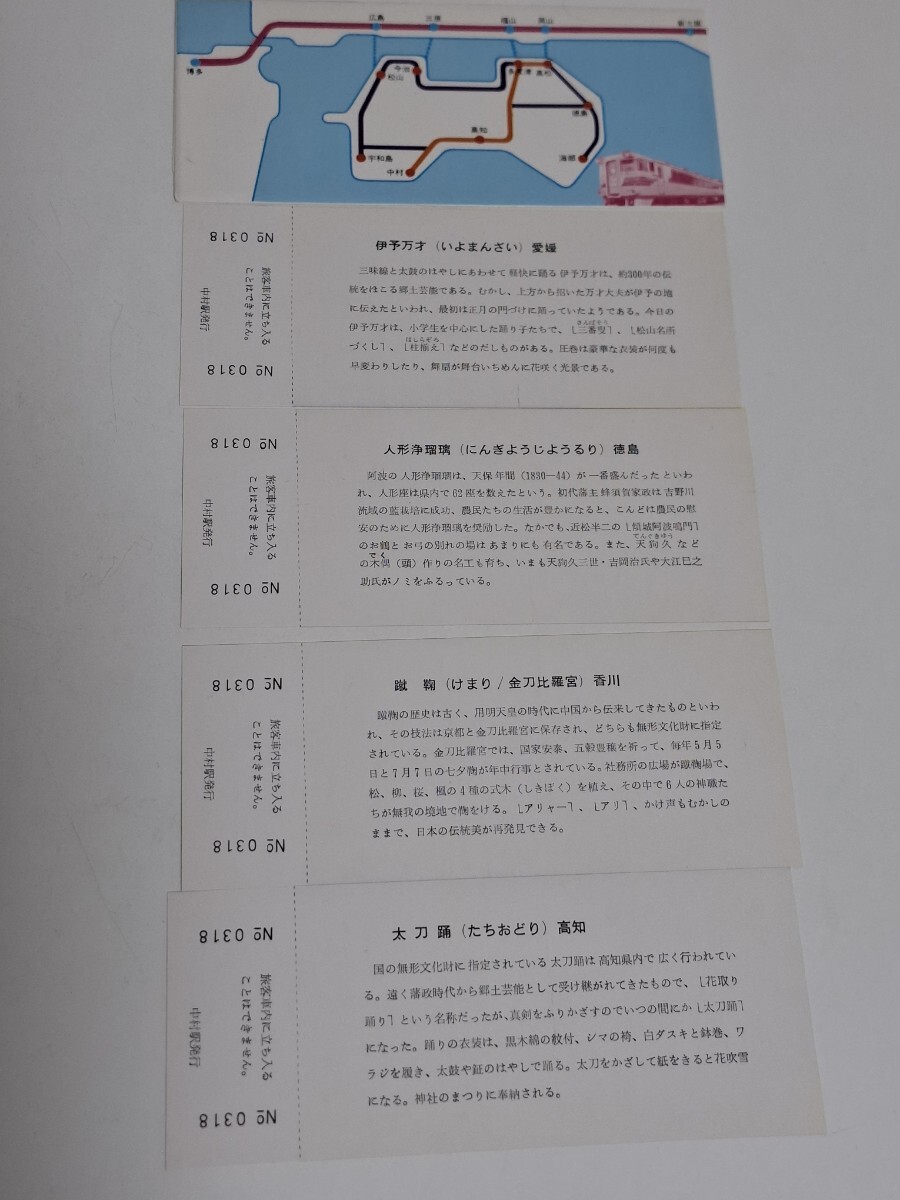 広島
三原
福山
岡山
新大阪
博多
今治
松山
多度津
高松
徳島
高知
宇和島
中村
海部
伊予万才（いよまんざい）愛媛
三味線と太鼓のはやしにあわせて軽快に踊る伊予万才は、約300年の伝
統をほこる郷土芸能である。むかし、上方から招いた万才大夫が伊予の地
に伝えたといわれ、最初は正月の門づけに踊っていたようである。今日の
伊予万才は、小学生を中心にした踊り子たちで、「三番叟」、「松山名所
さんばそう
づくし」、「柱揃え」などのだしものがある。圧巻は豪華な衣装が何度も
はしらぞろ
早変わりしたり、舞扇が舞台いちめんに花咲く光景である。
№ 0318
旅客車内に立ち入る
ことはできません。
中村駅発行
№ 0318
人形浄瑠璃（にんぎようじようるり）徳島
阿波の人形浄瑠璃は、天保年間（1830—44）が一番盛んだったといわ
れ、人形座は県内で62座を数えたという。初代藩主蜂須賀家政は吉野川
流域の藍栽培に成功、農民たちの生活が豊かになると、こんどは農民の慰
安のために人形浄瑠璃を奨励した。なかでも、近松半二の「傾城阿波鳴門」
のお鶴とお弓の別れの場はあまりにも有名である。また、天狗久など
てんぐきゆう
の木偶（頭）作りの名工も育ち、いまも天狗久三世・吉岡治氏や大江巳之
でく
助氏がノミをふるっている。
№ 0318
旅客車内に立ち入る
ことはできません。
中村駅発行
№ 0318
蹴鞠（けまり/金刀比羅宮）香川
蹴鞠の歴史は古く、用明天皇の時代に中国から伝来してきたものといわ
れ、その技法は京都と金刀比羅宮に保存され、どちらも無形文化財に指定
されている。金刀比羅宮では、国家安泰、五穀豊穣を祈って、毎年5月5
日と7月7日の七夕鞠が年中行事とされている。社務所の広場が蹴鞠場で、
松、柳、桜、楓の4種の式木（しきぼく）を植え、その中で6人の神職た
ちが無我の境地で鞠をける。「アリャー」、「アリ」、かけ声もむかしの
ままで、日本の伝統美が再発見できる。
№ 0318
旅客車内に立ち入る
ことはできません。
中村駅発行
№ 0318
太刀踊（たちおどり）高知
国の無形文化財に指定されている太刀踊は高知県内で広く行われてい
る。遠く藩政時代から郷土芸能として受け継がれてきたもので、「花取り
踊り」という名称だったが、真剣をふりかざすのでいつの間にか「太刀踊」
になった。踊りの衣装は、黒木綿の紋付、シマの袴、白ダスキと鉢巻、ワ
ラジを履き、太鼓や鉦のはやしで踊る。太刀をかざして紙をきると花吹雪
になる。神社のまつりに奉納される。
№ 0318
旅客車内に立ち入る
ことはできません。
中村駅発行
№ 0318